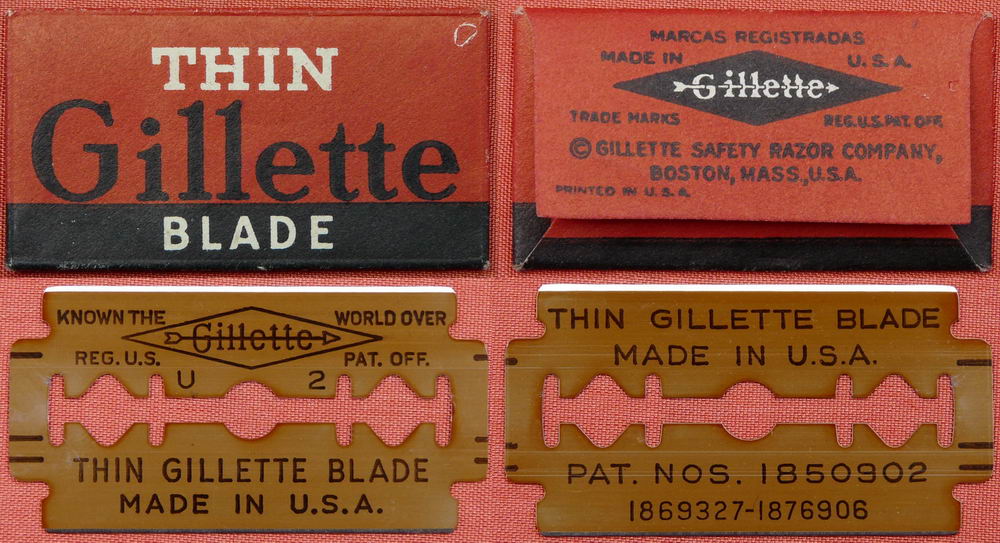 THIN
Gillette
BLADE
MARCAS REGISTRADAS
MADE IN U.S.A.
Gillette
TRADE MARKS REG. U.S. PAT. OFF.
© GILLETTE SAFETY RAZOR COMPANY,
BOSTON, MASS., U.S.A.
PRINTED IN U.S.A.
KNOWN THE Gillette WORLD OVER
REG. U.S. PAT. OFF.
U 2
THIN GILLETTE BLADE
MADE IN U.S.A.
THIN GILLETTE BLADE
MADE IN U.S.A.
PAT. NOS. 1850902
1869327-1876906